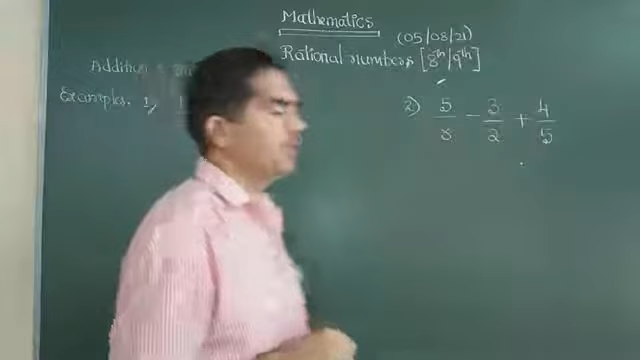 Mathematics
(05/08/21)
Rational numbers [8th/9th]
Addition
Examples. 1,
2) 5/8 - 3/2 + 4/5